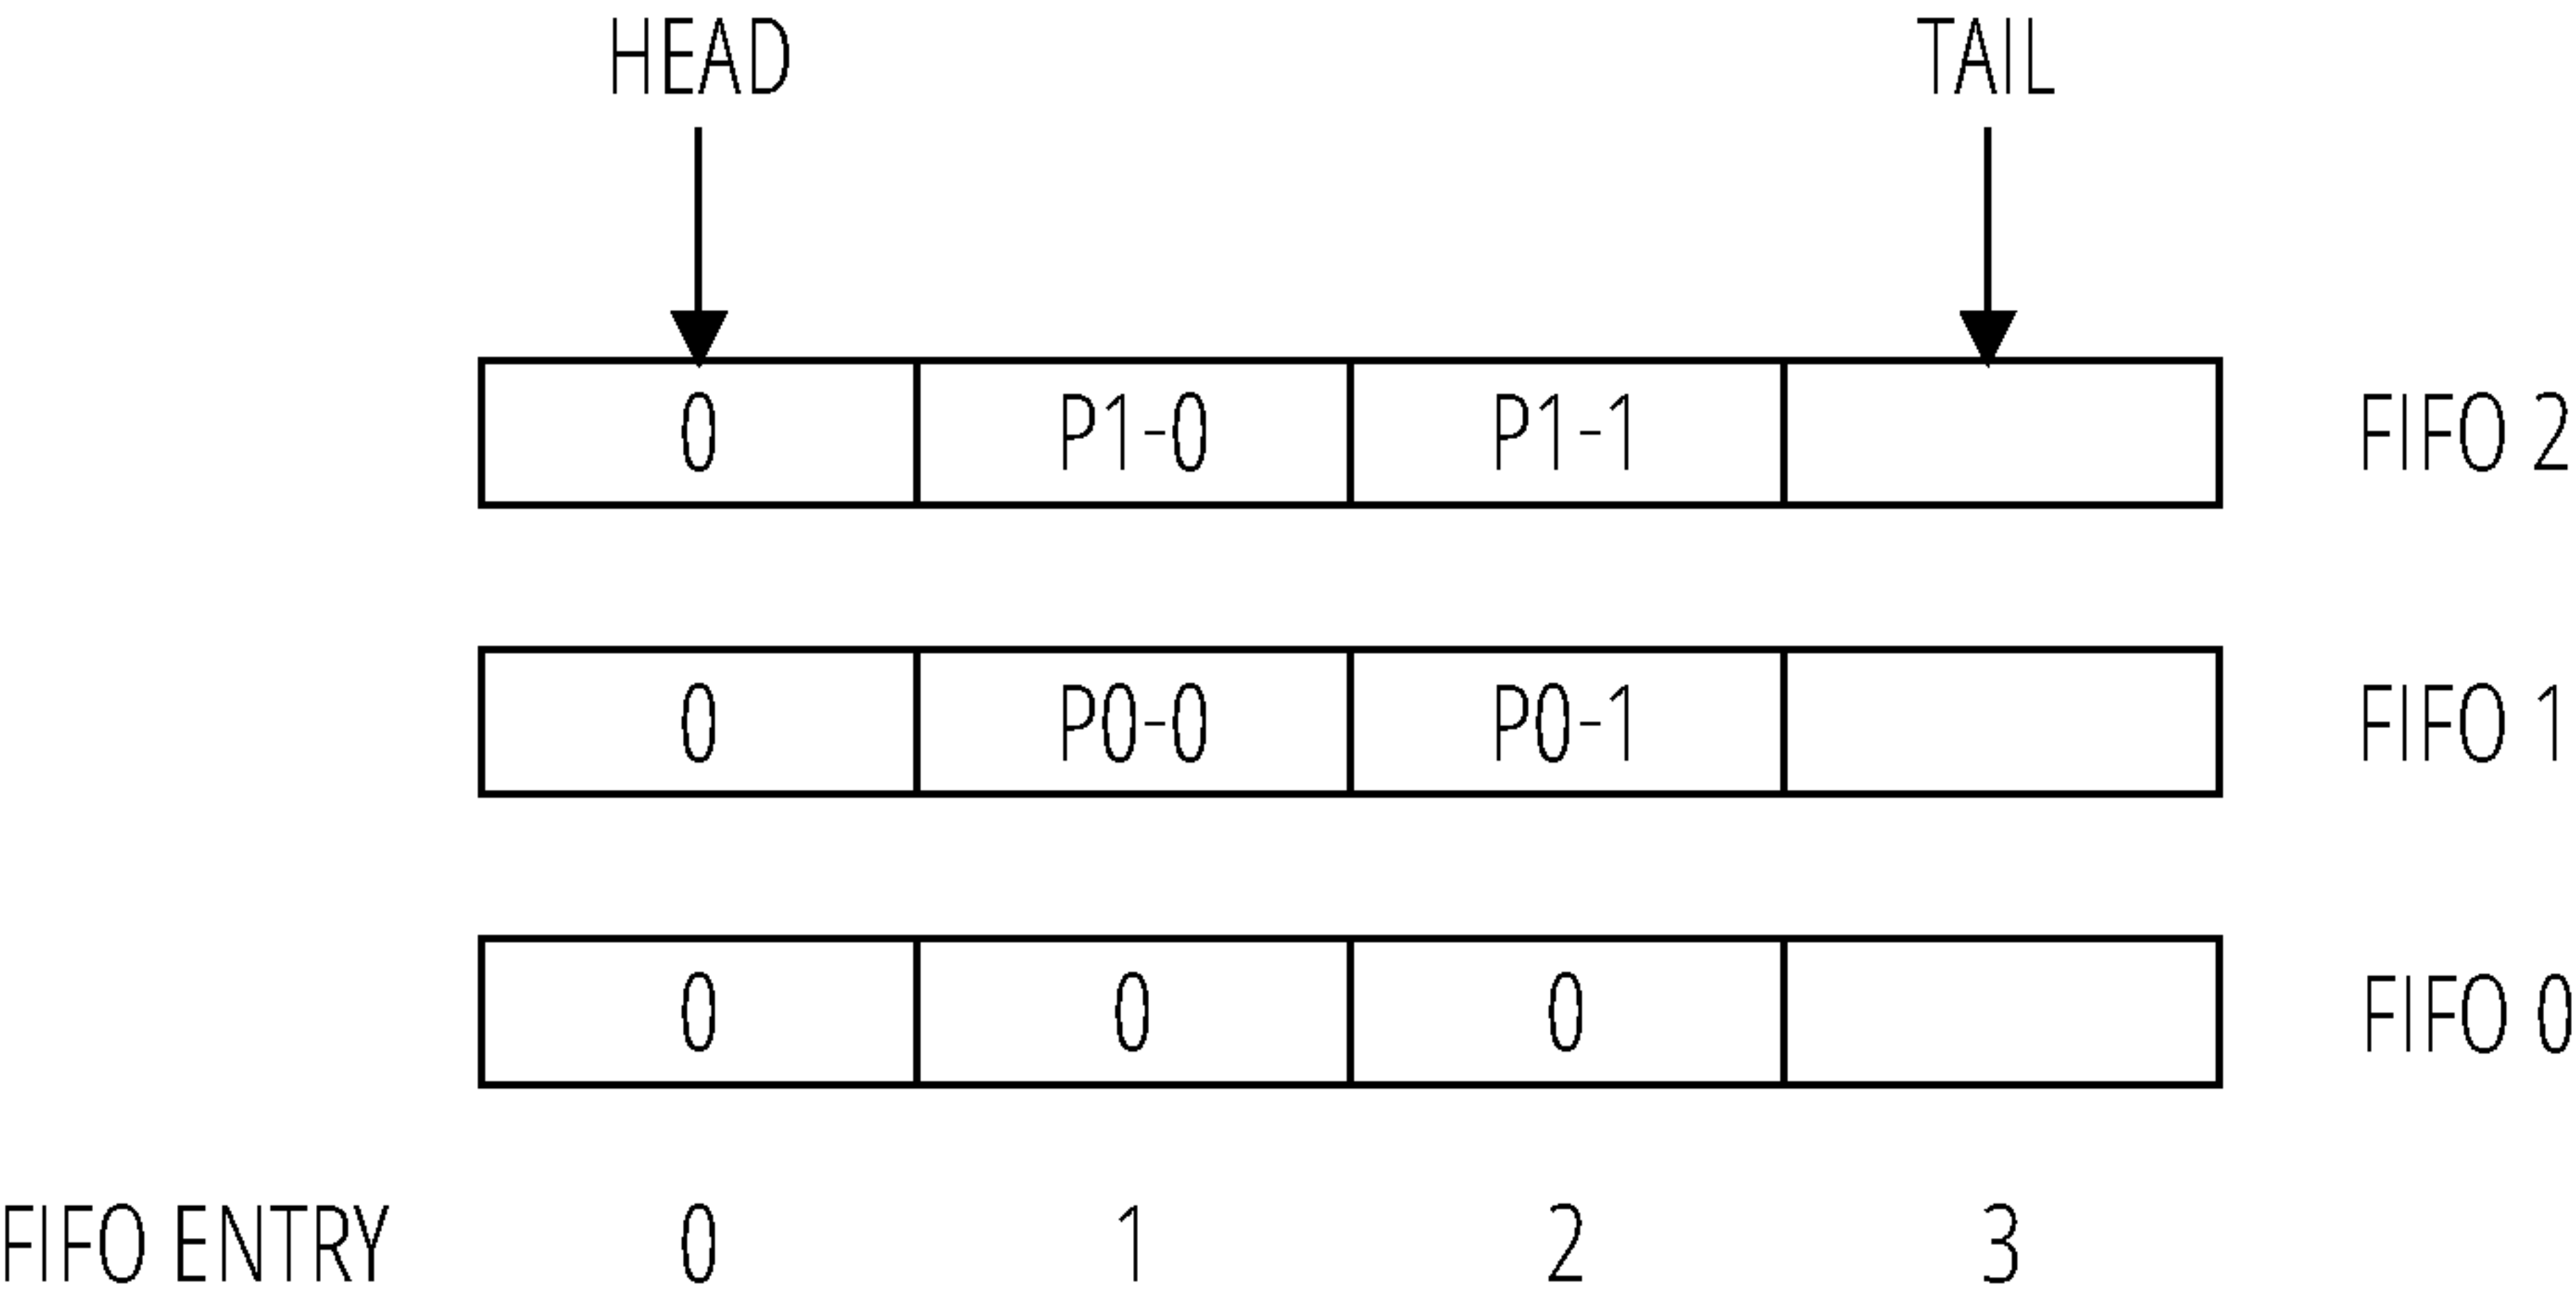 HEAD TAIL
0 P1-0 P1-1 FIFO 2
0 P0-0 P0-1 FIFO 1
0 0 0 FIFO 0
FIFO ENTRY 0 1 2 3